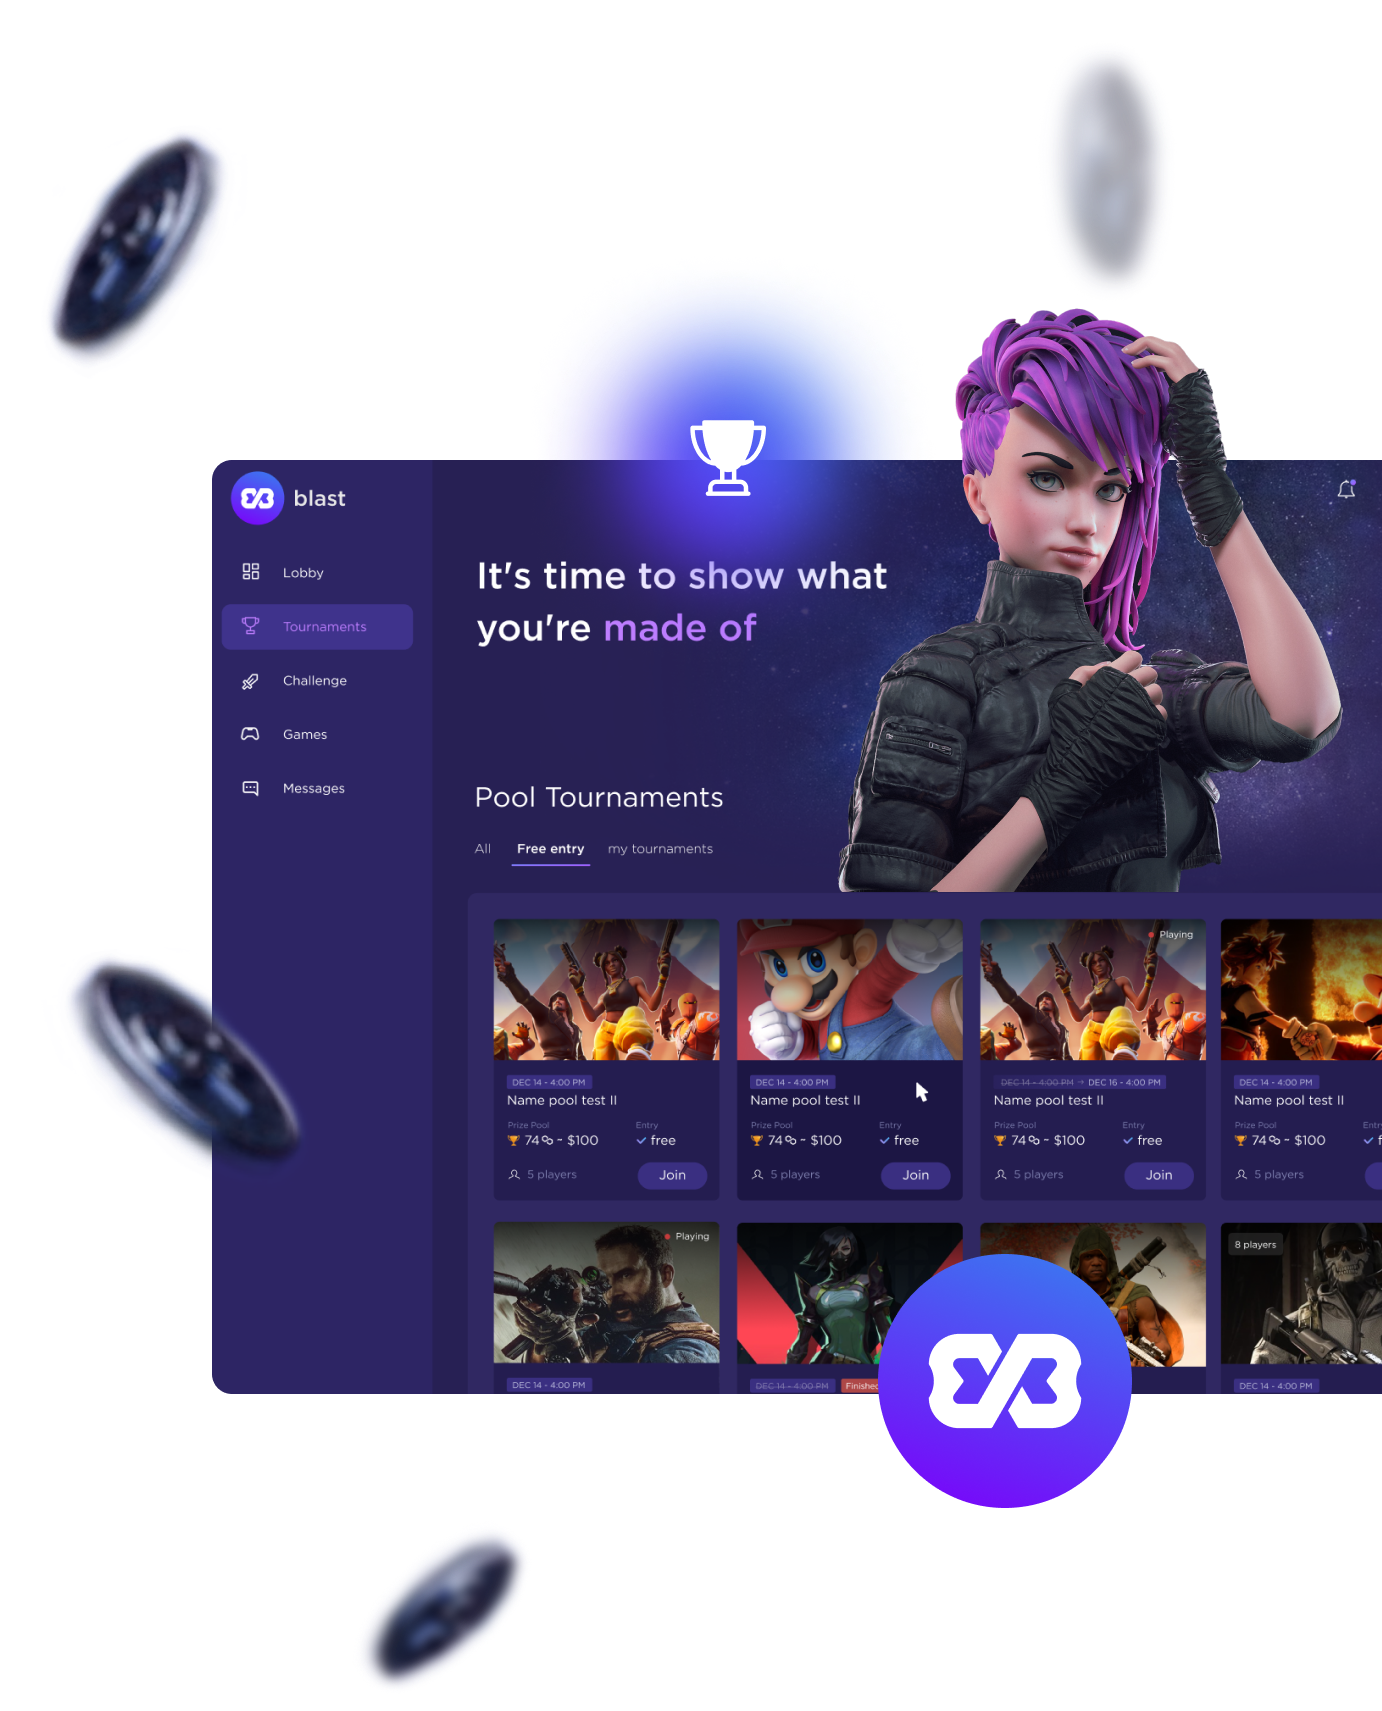 blast
Lobby
Tournaments
Challenge
Games
Messages
It's time to show what
you're made of
Pool Tournaments
All Free entry my tournaments
DEC 14 - 4:00 PM
Name pool test II
Prize Pool Entry
74 ~ $100 free
5 players Join
DEC 14 - 4:00 PM
Name pool test II
Prize Pool Entry
74 ~ $100 free
5 players Join
Playing
DEC 14 - 4:00 PM → DEC 16 - 4:00 PM
Name pool test II
Prize Pool Entry
74 ~ $100 free
5 players Join
DEC 14 - 4:00 PM
Name pool test II
Prize Pool
74 ~ $100
5 players
Playing
DEC 14 - 4:00 PM
DEC 14 - 4:00 PM Finished
8 players
DEC 14 - 4:00 PM